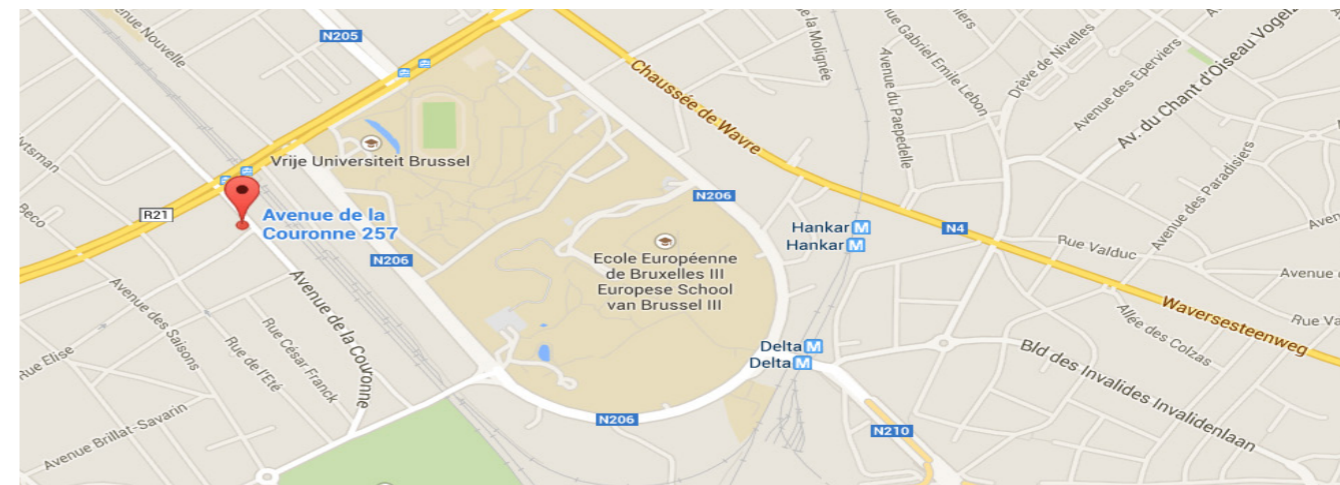 enue Nouvelle
N205
de la Molignée
Avenue du Paepedelle
Avenue Gabriel Emile Lebon
Drève de Nivelles
Avenue des Eperviers
Av. du Chant d'Oiseau Vogelz
Chaussée de Wavre
Vrije Universiteit Brussel
Beco
R21
Avenue de la
Couronne 257
N206
N206
Hankar M
Hankar M
N4
Avenue des Paradisiers
Rue Valduc
Avenue
Ecole Européenne
de Bruxelles III
Europese School
van Brussel III
Avenue des Saisons
Avenue de la Couronne
Rue César Franck
Rue de l'Eté
Rue Elise
Waversesteenweg
Allée des Colzas
Rue Va
Delta M
Delta M
Bld des Invalides Invalidenlaan
N206
N210
Avenue Brillat-Savarin